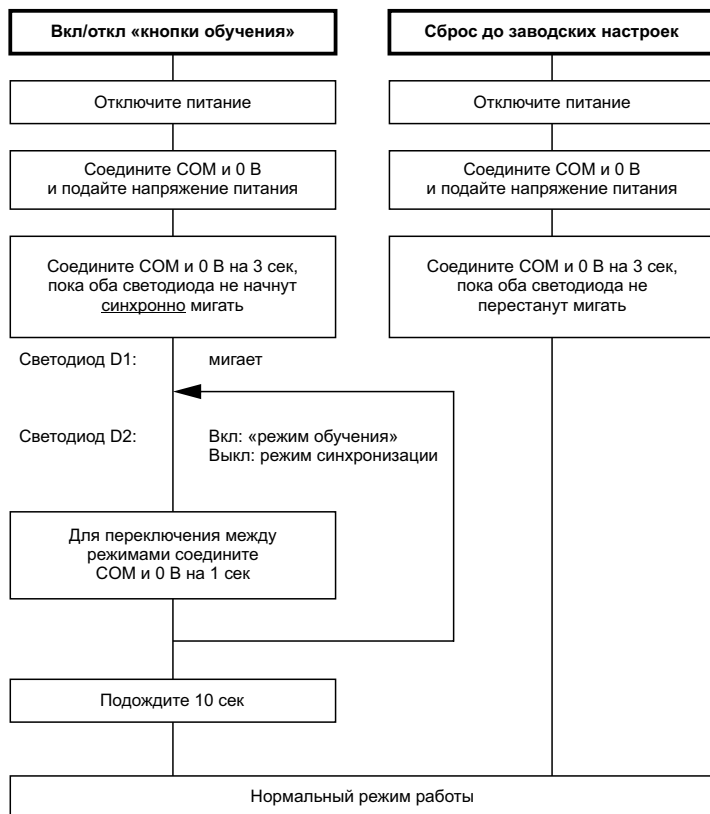 Вкл/откл «кнопки обучения»
Отключите питание
Соедините COM и 0 В
и подайте напряжение питания
Соедините COM и 0 В на 3 сек,
пока оба светодиода не начнут
синхронно мигать
Светодиод D1: мигает
Светодиод D2: Вкл: «режим обучения»
Выкл: режим синхронизации
Для переключения между
режимами соедините
COM и 0 В на 1 сек
Подождите 10 сек
Сброс до заводских настроек
Отключите питание
Соедините COM и 0 В
и подайте напряжение питания
Соедините COM и 0 В на 3 сек,
пока оба светодиода не
перестанут мигать
Нормальный режим работы